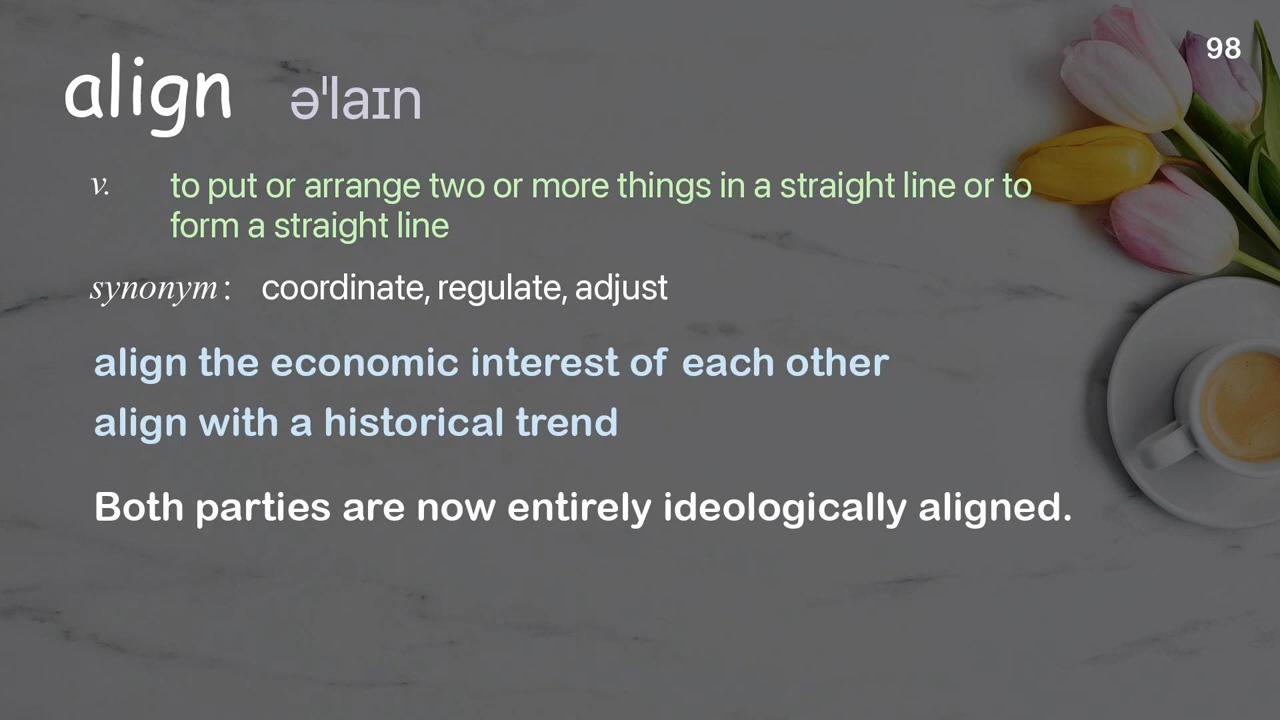 98
align əˈlaɪn
v. to put or arrange two or more things in a straight line or to
form a straight line
synonym: coordinate, regulate, adjust
align the economic interest of each other
align with a historical trend
Both parties are now entirely ideologically aligned.